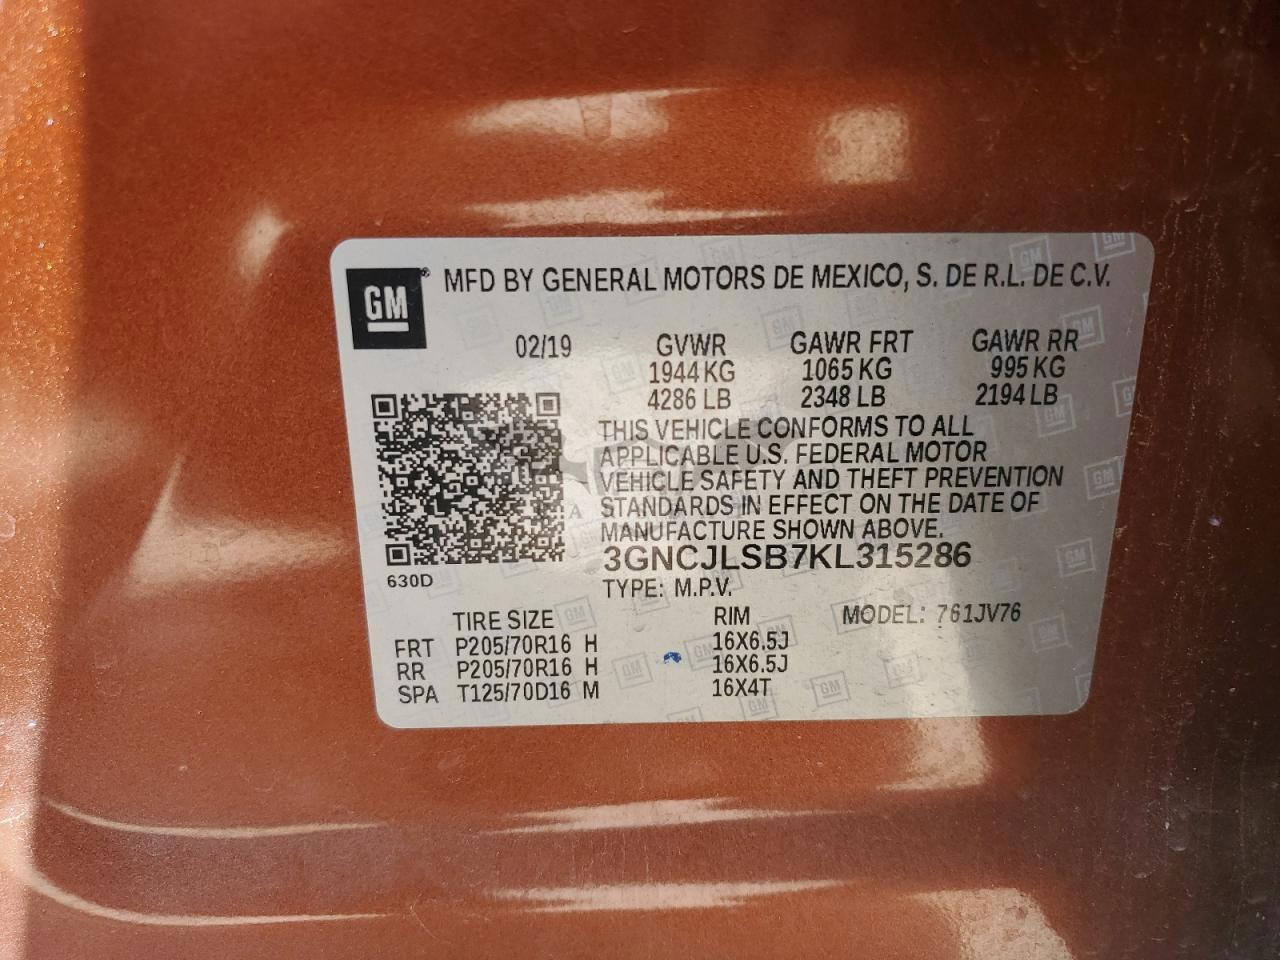 GM® MFD BY GENERAL MOTORS DE MEXICO, S. DE R.L. DE C.V.
02/19 GVWR GAWR FRT GAWR RR
1944 KG 1065 KG 995 KG
4286 LB 2348 LB 2194 LB
THIS VEHICLE CONFORMS TO ALL
APPLICABLE U.S. FEDERAL MOTOR
VEHICLE SAFETY AND THEFT PREVENTION
STANDARDS IN EFFECT ON THE DATE OF
MANUFACTURE SHOWN ABOVE.
3GNCJLSB7KL315286
630D
TYPE: M.P.V.
TIRE SIZE RIM MODEL: 761JV76
FRT P205/70R16 H 16X6.5J
RR P205/70R16 H 16X6.5J
SPA T125/70D16 M 16X4T